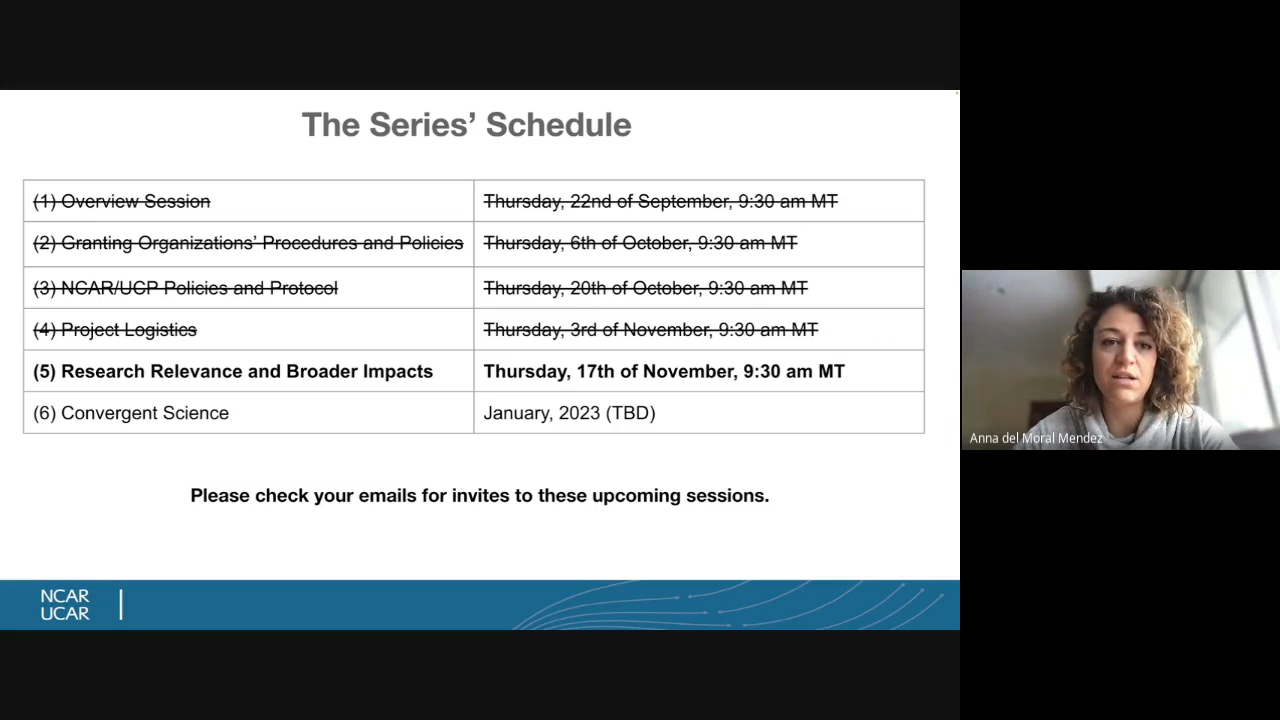 The Series' Schedule
(1) Overview Session
Thursday, 22nd of September, 9:30 am MT
(2) Granting Organizations' Procedures and Policies
Thursday, 6th of October, 9:30 am MT
(3) NCAR/UCP Policies and Protocol
Thursday, 20th of October, 9:30 am MT
(4) Project Logistics
Thursday, 3rd of November, 9:30 am MT
(5) Research Relevance and Broader Impacts
Thursday, 17th of November, 9:30 am MT
(6) Convergent Science
January, 2023 (TBD)
Please check your emails for invites to these upcoming sessions.
NCAR
UCAR
Anna del Moral Mendez